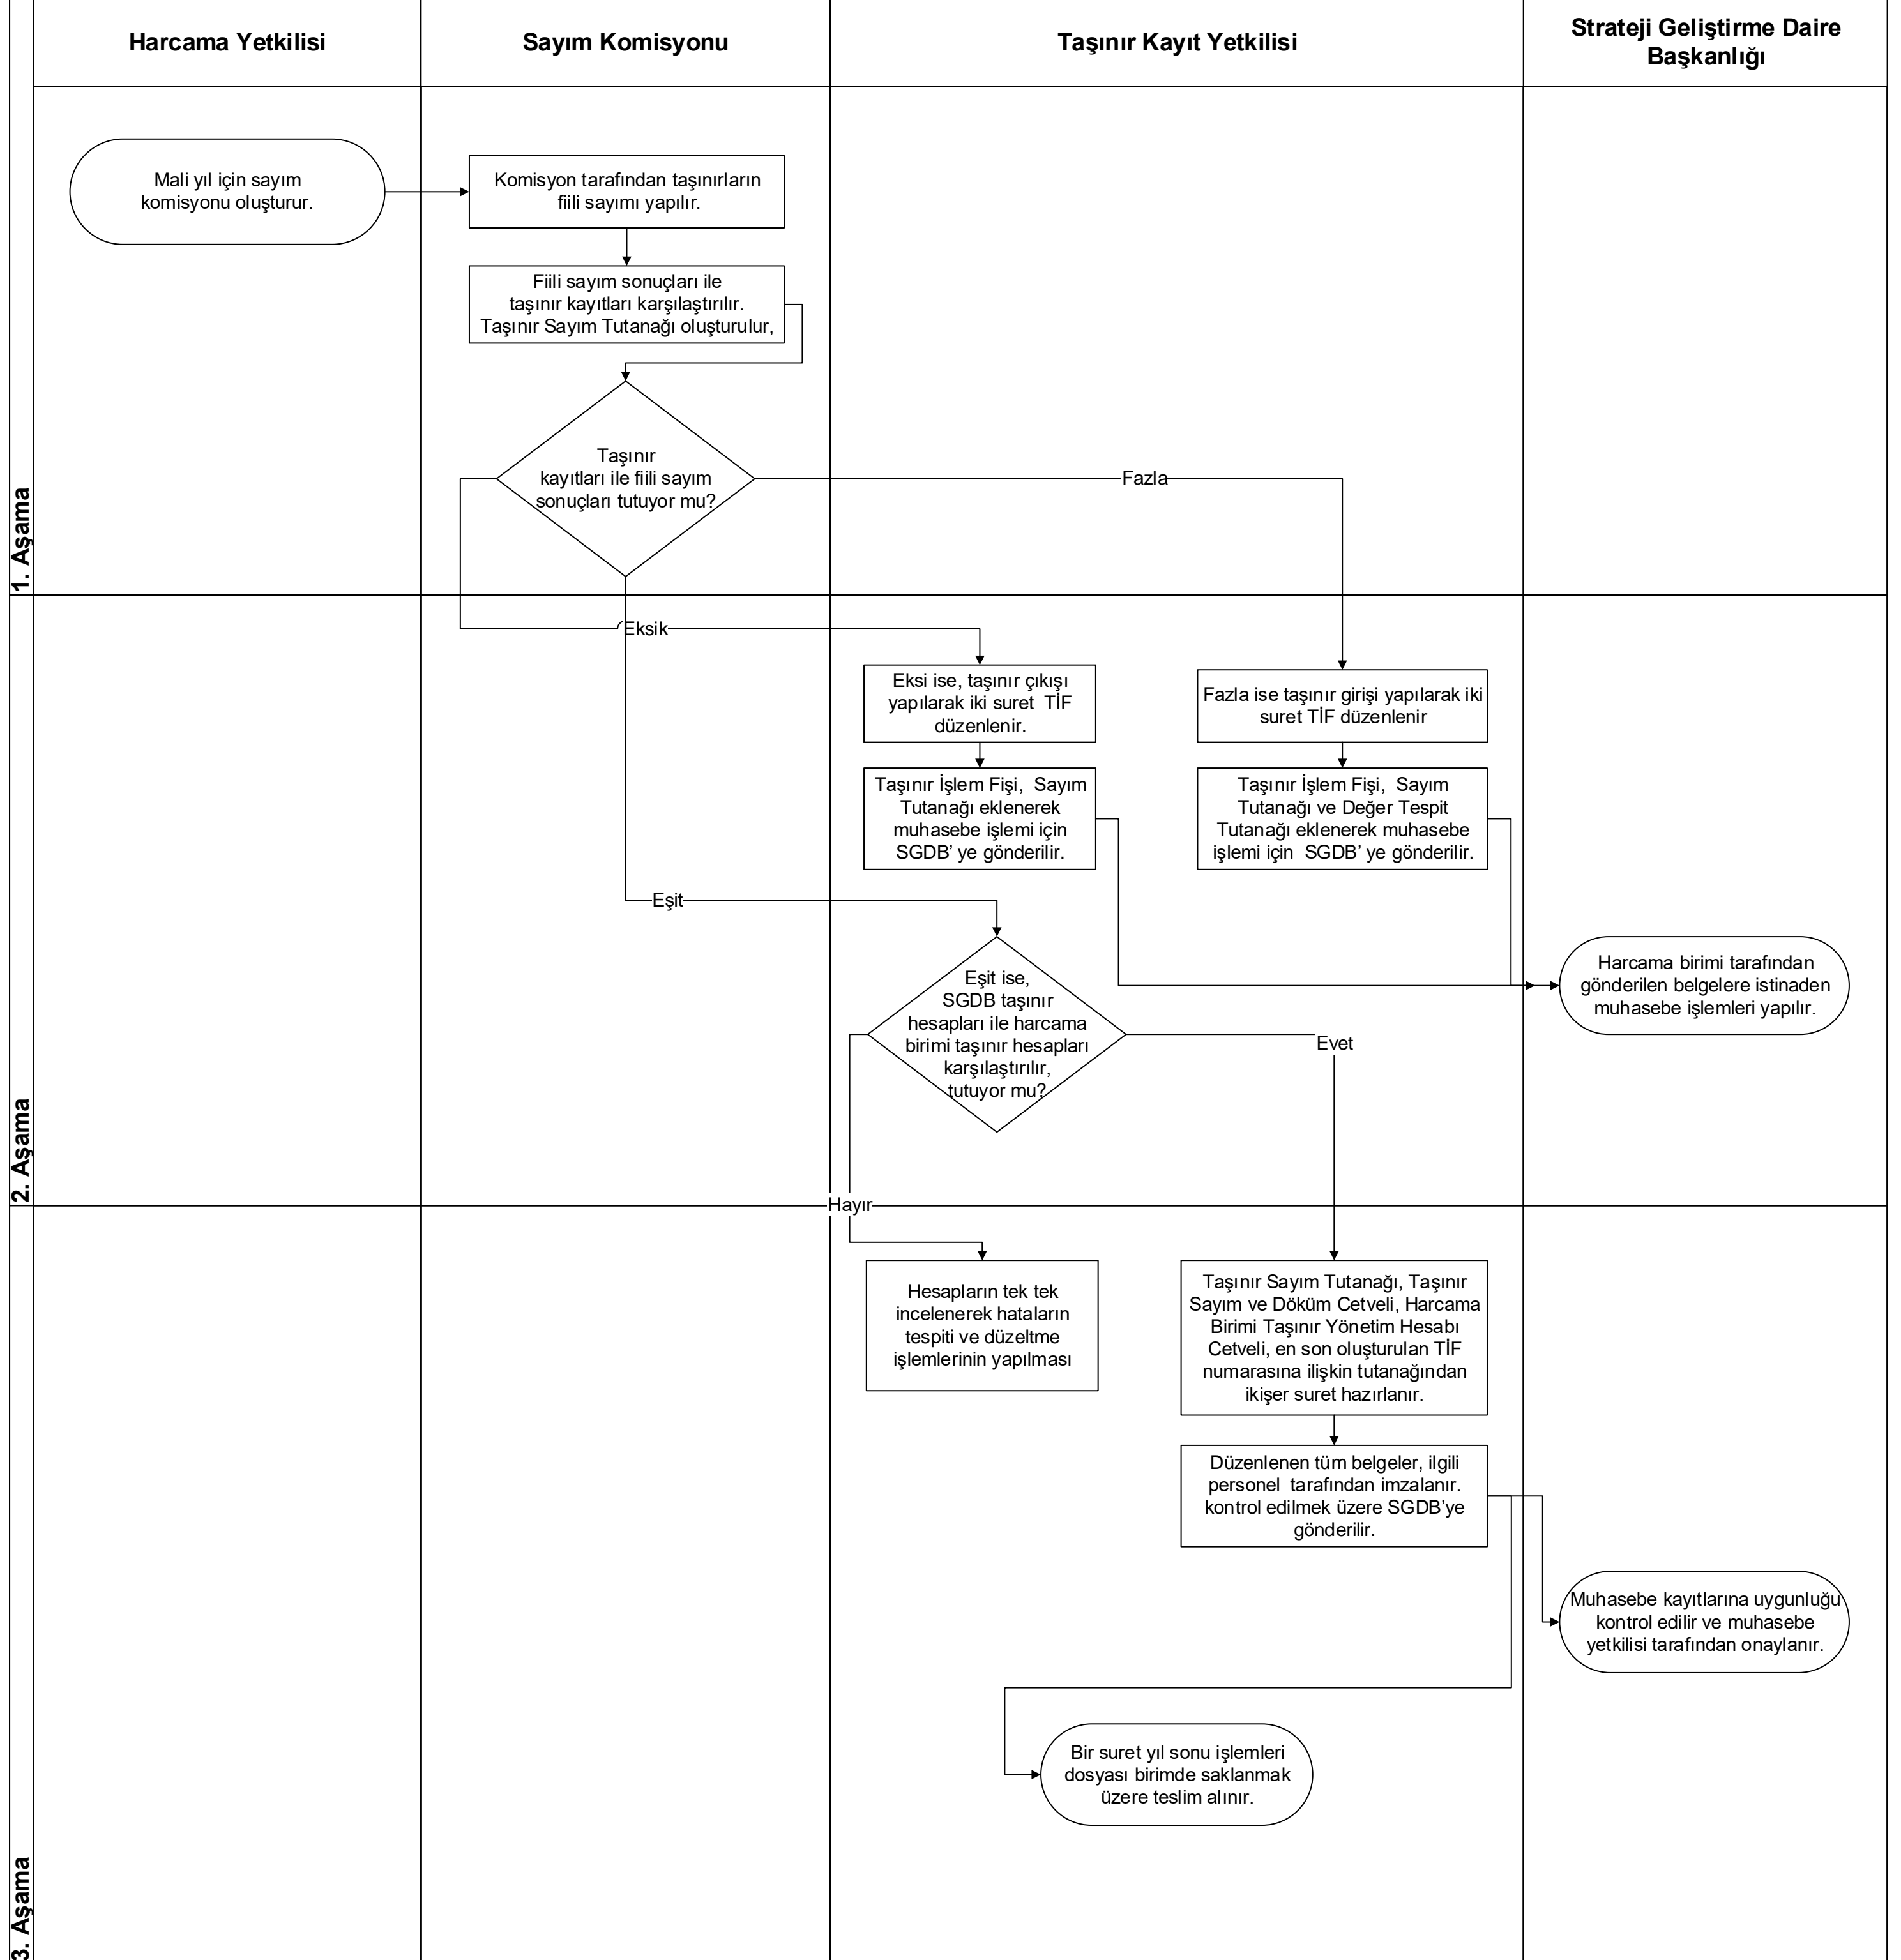 Harcama Yetkilisi
Sayım Komisyonu
Taşınır Kayıt Yetkilisi
Strateji Geliştirme Daire
Başkanlığı
1. Aşama
Mali yıl için sayım
komisyonu oluşturur.
Komisyon tarafından taşınırların
fiili sayımı yapılır.
Fiili sayım sonuçları ile
taşınır kayıtları karşılaştırılır.
Taşınır Sayım Tutanağı oluşturulur,
Taşınır
kayıtları ile fiili sayım
sonuçları tutuyor mu?
Fazla
2. Aşama
Eksik
Eksi ise, taşınır çıkışı
yapılarak iki suret TİF
düzenlenir.
Fazla ise taşınır girişi yapılarak iki
suret TİF düzenlenir
Taşınır İşlem Fişi, Sayım
Tutanağı eklenerek
muhasebe işlemi için
SGDB’ ye gönderilir.
Taşınır İşlem Fişi, Sayım
Tutanağı ve Değer Tespit
Tutanağı eklenerek muhasebe
işlemi için SGDB’ ye gönderilir.
Eşit
Eşit ise,
SGDB taşınır
hesapları ile harcama
birimi taşınır hesapları
karşılaştırılır,
tutuyor mu?
Evet
Harcama birimi tarafından
gönderilen belgelere istinaden
muhasebe işlemleri yapılır.
Hayır
3. Aşama
Hesapların tek tek
incelenerek hataların
tespiti ve düzeltme
işlemlerinin yapılması
Taşınır Sayım Tutanağı, Taşınır
Sayım ve Döküm Cetveli, Harcama
Birimi Taşınır Yönetim Hesabı
Cetveli, en son oluşturulan TİF
numarasına ilişkin tutanağından
ikişer suret hazırlanır.
Düzenlenen tüm belgeler, ilgili
personel tarafından imzalanır.
kontrol edilmek üzere SGDB’ye
gönderilir.
Muhasebe kayıtlarına uygunluğu
kontrol edilir ve muhasebe
yetkilisi tarafından onaylanır.
Bir suret yıl sonu işlemleri
dosyası birimde saklanmak
üzere teslim alınır.